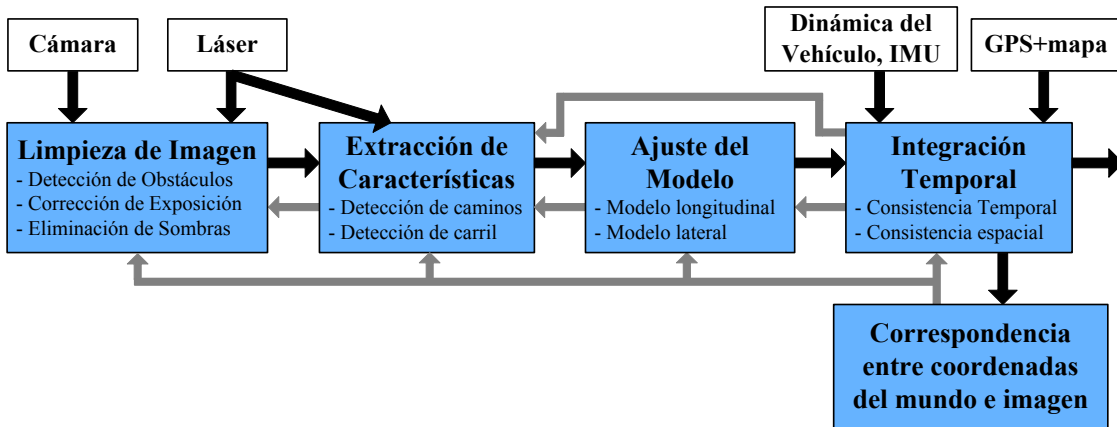 Cámara
Láser
Dinámica del
Vehículo, IMU
GPS+mapa
Limpieza de Imagen
- Detección de Obstáculos
- Corrección de Exposición
- Eliminación de Sombras
Extracción de
Características
- Detección de caminos
- Detección de carril
Ajuste del
Modelo
- Modelo longitudinal
- Modelo lateral
Integración
Temporal
- Consistencia Temporal
- Consistencia espacial
Correspondencia
entre coordenadas
del mundo e imagen